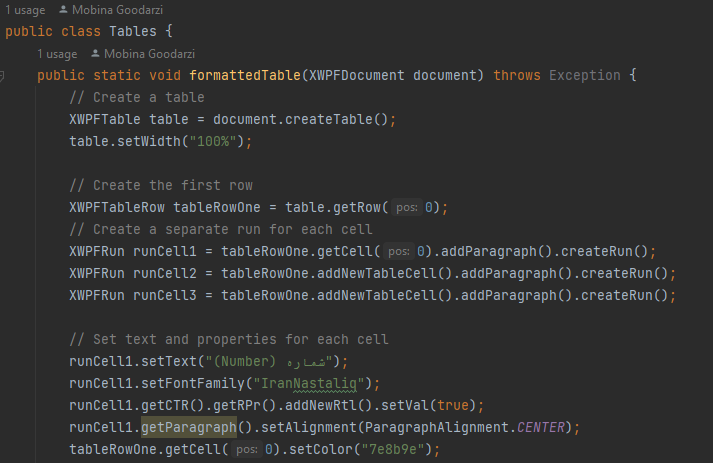 1 usage Mobina Goodarzi
public class Tables {
1 usage Mobina Goodarzi
public static void formattedTable(XWPFDocument document) throws Exception {
// Create a table
XWPFTable table = document.createTable();
table.setWidth("100%");
// Create the first row
XWPFTableRow tableRowOne = table.getRow( pos: 0);
// Create a separate run for each cell
XWPFRun runCell1 = tableRowOne.getCell( pos: 0).addParagraph().createRun();
XWPFRun runCell2 = tableRowOne.addNewTableCell().addParagraph().createRun();
XWPFRun runCell3 = tableRowOne.addNewTableCell().addParagraph().createRun();
// Set text and properties for each cell
runCell1.setText("شماره (Number)");
runCell1.setFontFamily("IranNastaliq");
runCell1.getCTR().getRPr().addNewRtl().setVal(true);
runCell1.getParagraph().setAlignment(ParagraphAlignment.CENTER);
tableRowOne.getCell( pos: 0).setColor("7e8b9e");